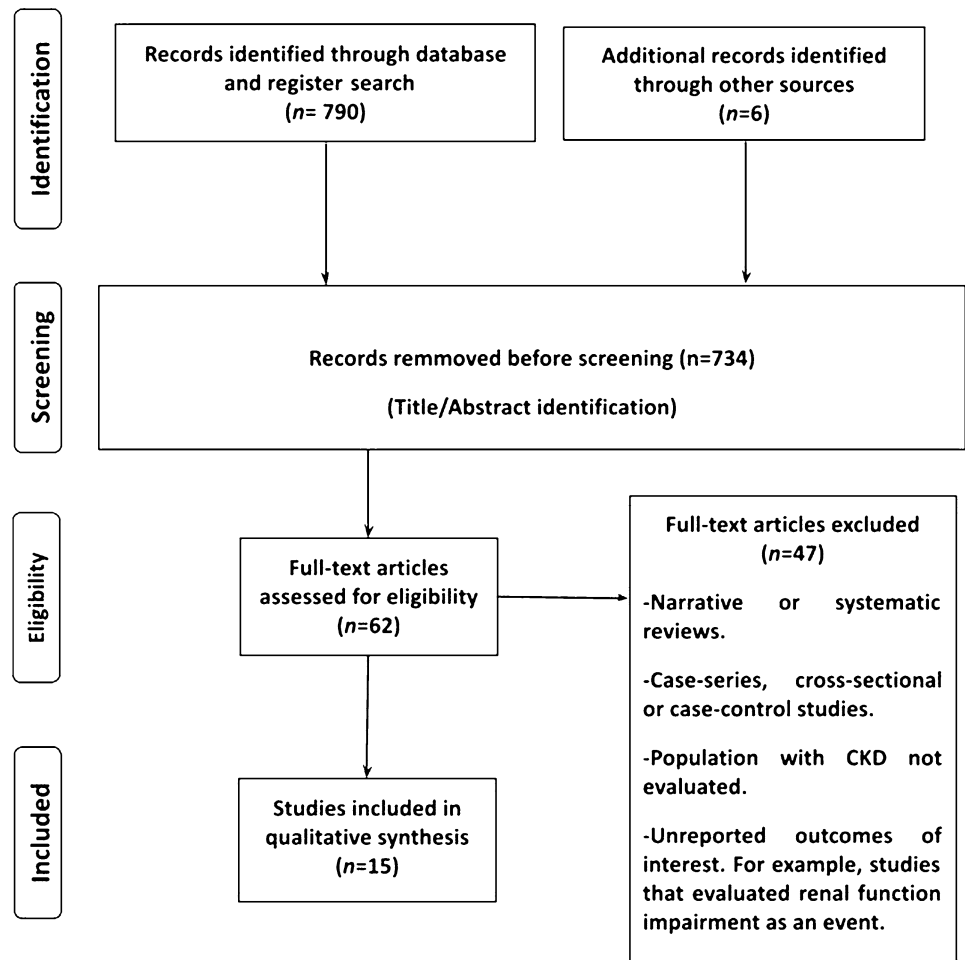 Identification
Records identified through database
and register search
(n= 790)
Additional records identified
through other sources
(n=6)
Screening
Records remmoved before screening (n=734)
(Title/Abstract identification)
Eligibility
Full-text articles
assessed for eligibility
(n=62)
Full-text articles excluded
(n=47)
-Narrative or systematic
reviews.
-Case-series, cross-sectional
or case-control studies.
-Population with CKD not
evaluated.
-Unreported outcomes of
interest. For example, studies
that evaluated renal function
impairment as an event.
Included
Studies included in
qualitative synthesis
(n=15)